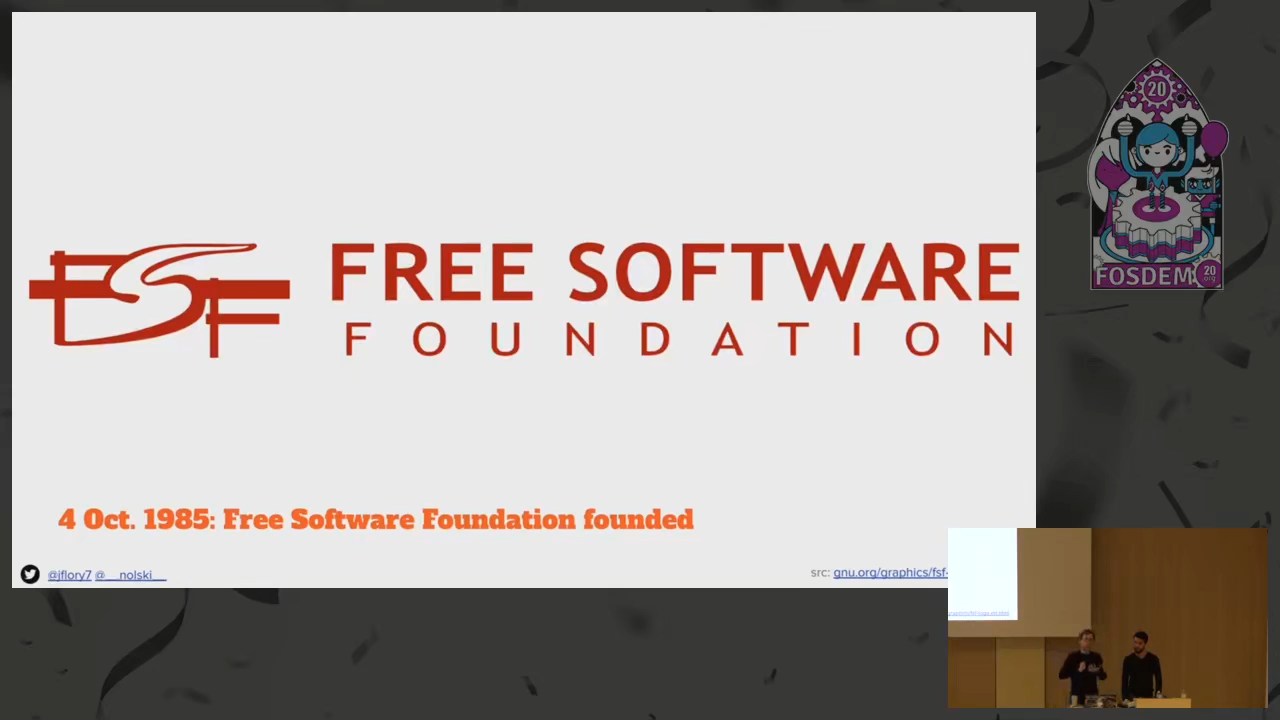 FREE SOFTWARE
FOUNDATION
4 Oct. 1985: Free Software Foundation founded
@jflory7 @__nolski__
src: gnu.org/graphics/fsf-
20
FOSDEM
20
org